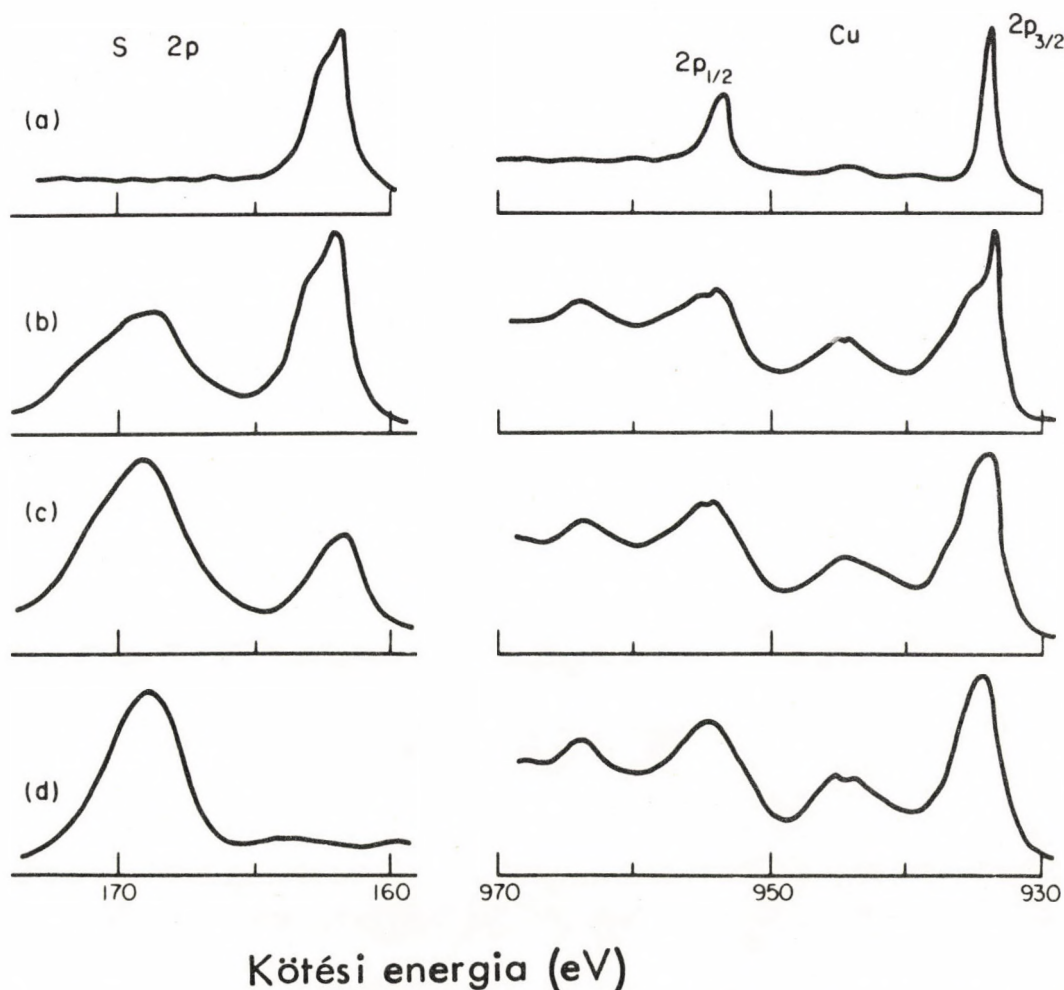 S 2p
Cu
2p3/2
2p1/2
(a)
(b)
(c)
(d)
170
160
970
950
930
Kötési energia (eV)